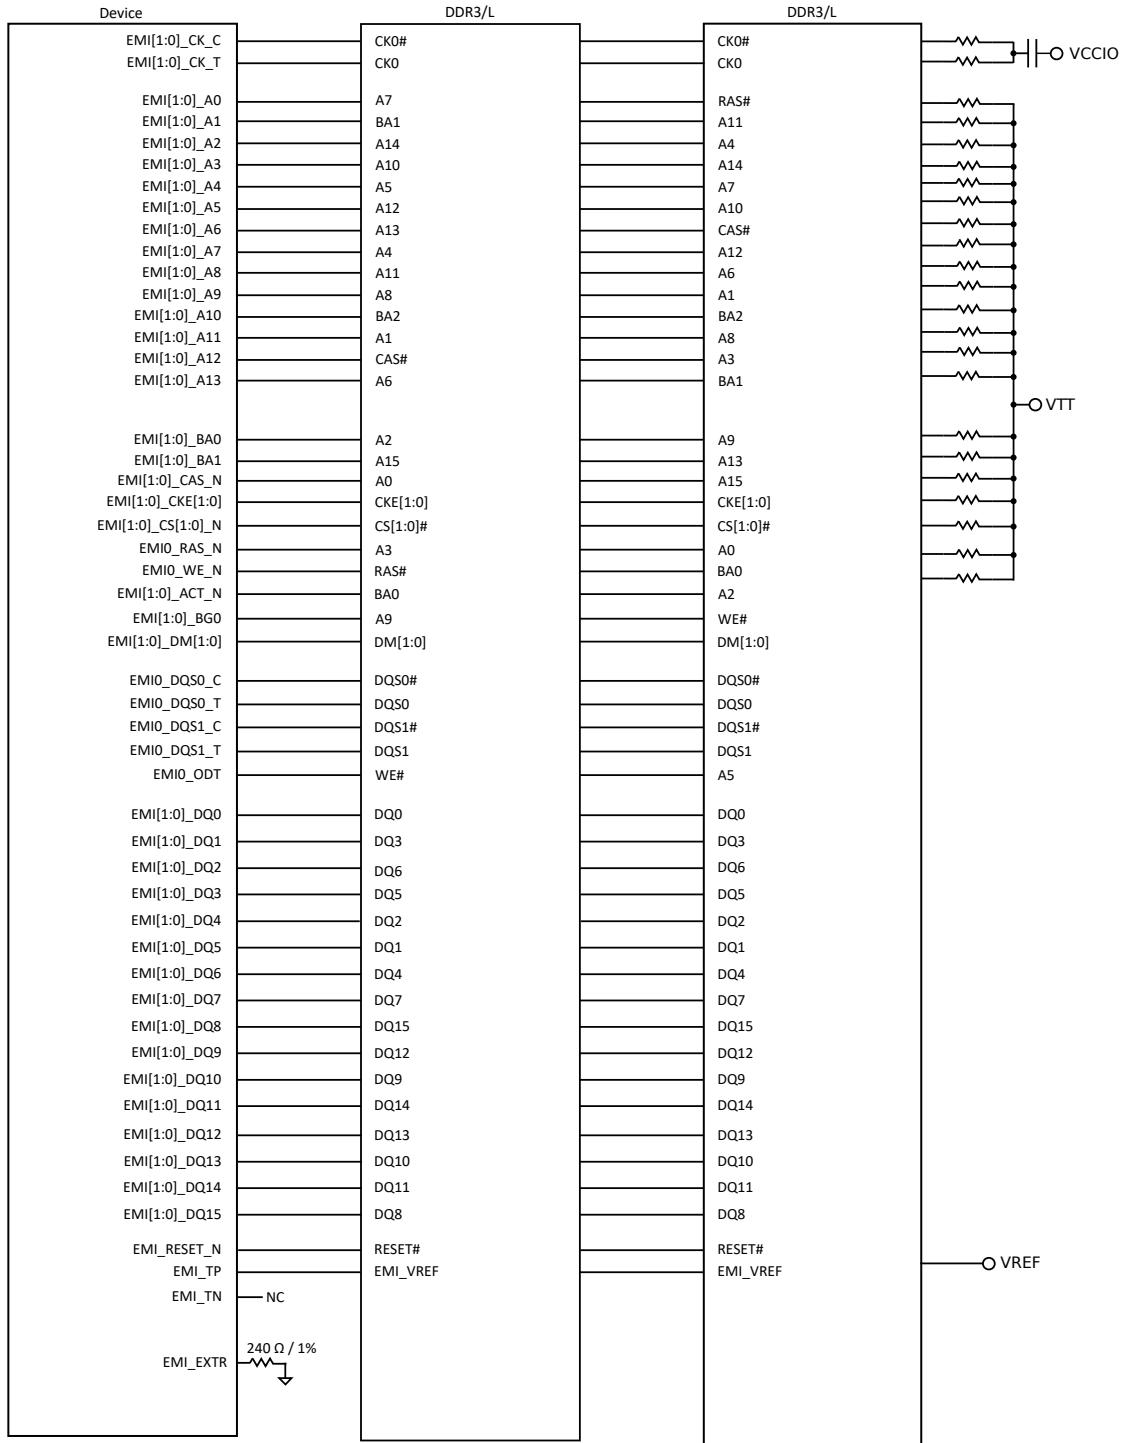 Device DDR3/L DDR3/L
EMI[1:0]_CK_C CK0# CK0#
EMI[1:0]_CK_T CK0 CK0
VCCIO
EMI[1:0]_A0 A7 RAS#
EMI[1:0]_A1 BA1 A11
EMI[1:0]_A2 A14 A4
EMI[1:0]_A3 A10 A14
EMI[1:0]_A4 A5 A7
EMI[1:0]_A5 A12 A10
EMI[1:0]_A6 A13 CAS#
EMI[1:0]_A7 A4 A12
EMI[1:0]_A8 A11 A6
EMI[1:0]_A9 A8 A1
EMI[1:0]_A10 BA2 BA2
EMI[1:0]_A11 A1 A8
EMI[1:0]_A12 CAS# A3
EMI[1:0]_A13 A6 BA1
VTT
EMI[1:0]_BA0 A2 A9
EMI[1:0]_BA1 A15 A13
EMI[1:0]_CAS_N A0 A15
EMI[1:0]_CKE[1:0] CKE[1:0] CKE[1:0]
EMI[1:0]_CS[1:0]_N CS[1:0]# CS[1:0]#
EMI0_RAS_N A3 A0
EMI0_WE_N RAS# BA0
EMI[1:0]_ACT_N BA0 A2
EMI[1:0]_BG0 A9 WE#
EMI[1:0]_DM[1:0] DM[1:0] DM[1:0]
EMI0_DQS0_C DQS0# DQS0#
EMI0_DQS0_T DQS0 DQS0
EMI0_DQS1_C DQS1# DQS1#
EMI0_DQS1_T DQS1 DQS1
EMI0_ODT WE# A5
EMI[1:0]_DQ0 DQ0 DQ0
EMI[1:0]_DQ1 DQ3 DQ3
EMI[1:0]_DQ2 DQ6 DQ6
EMI[1:0]_DQ3 DQ5 DQ5
EMI[1:0]_DQ4 DQ2 DQ2
EMI[1:0]_DQ5 DQ1 DQ1
EMI[1:0]_DQ6 DQ4 DQ4
EMI[1:0]_DQ7 DQ7 DQ7
EMI[1:0]_DQ8 DQ15 DQ15
EMI[1:0]_DQ9 DQ12 DQ12
EMI[1:0]_DQ10 DQ9 DQ9
EMI[1:0]_DQ11 DQ14 DQ14
EMI[1:0]_DQ12 DQ13 DQ13
EMI[1:0]_DQ13 DQ10 DQ10
EMI[1:0]_DQ14 DQ11 DQ11
EMI[1:0]_DQ15 DQ8 DQ8
EMI_RESET_N RESET# RESET#
VREF
EMI_TP EMI_VREF EMI_VREF
EMI_TN NC
240 Ω / 1%
EMI_EXTR